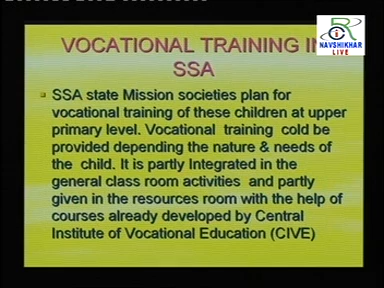 VOCATIONAL TRAINING IN
SSA
NAVSHIKHAR
LIVE
SSA state Mission societies plan for
vocational training of these children at upper
primary level. Vocational training cold be
provided depending the nature & needs of
the child. It is partly Integrated in the
general class room activities and partly
given in the resources room with the help of
courses already developed by Central
Institute of Vocational Education (CIVE)